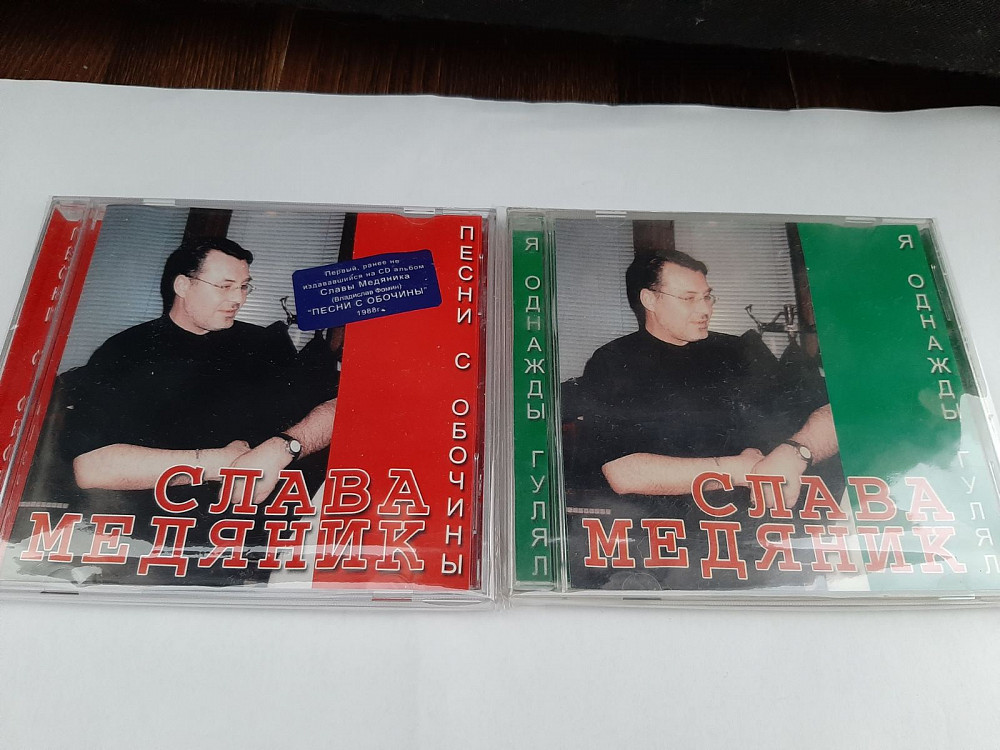 ПЕСНИ С ОБОЧИНЫ
Первый, ранее не
издававшийся на CD альбом
Славы Медяника
(Владислав Фомин)
"ПЕСНИ С ОБОЧИНЫ"
1988г.
СЛАВА
МЕДЯНИК
Я ОДНАЖДЫ ГУЛЯЛ
Я ОДНАЖДЫ ГУЛЯЛ
СЛАВА
МЕДЯНИК